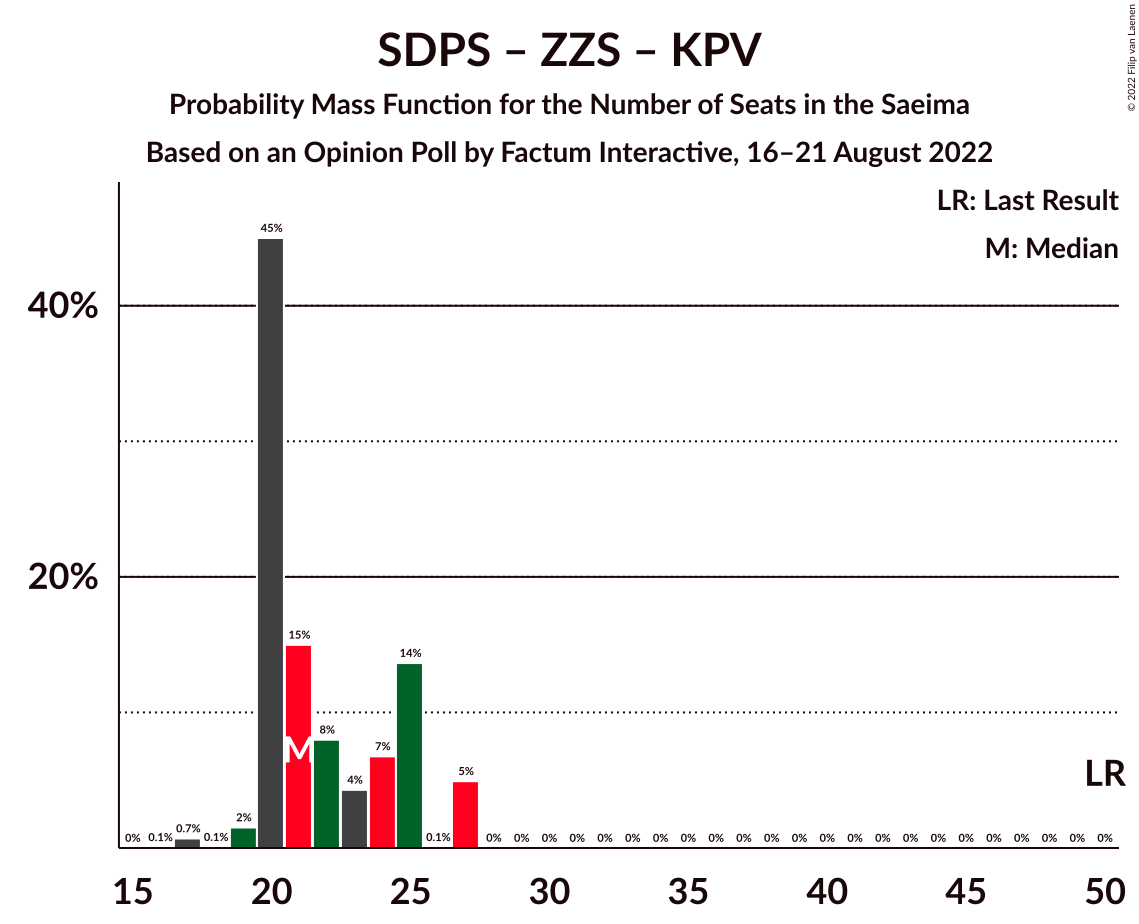 SDPS – ZZS – KPV
Probability Mass Function for the Number of Seats in the Saeima
Based on an Opinion Poll by Factum Interactive, 16–21 August 2022
© 2022 Filip van Laenen
LR: Last Result
M: Median
45%
40%
20%
15%
14%
M
8%
7%
5%
4%
LR
2%
0% 0.1% 0.7% 0.1% 0.1% 0% 0% 0% 0% 0% 0% 0% 0% 0% 0% 0% 0% 0% 0% 0% 0% 0% 0% 0% 0% 0% 0% 0%
15 20 25 30 35 40 45 50